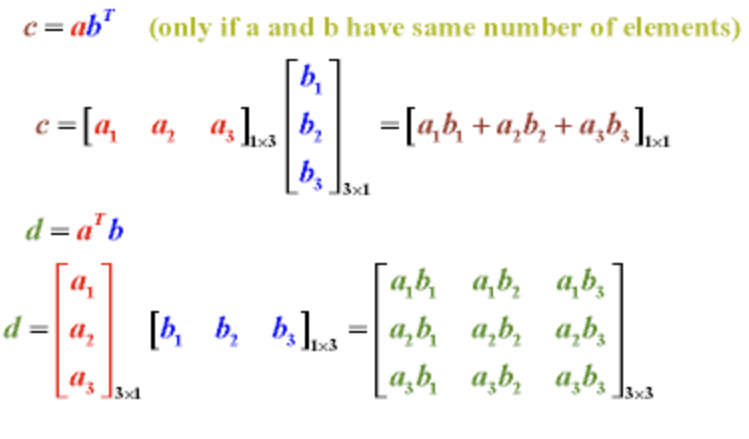 c = abᵀ (only if a and b have same number of elements)
c = [a₁ a₂ a₃]₁ₓ₃ [b₁ b₂ b₃]₃ₓ₁ = [a₁b₁ + a₂b₂ + a₃b₃]₁ₓ₁
d = aᵀb
d = [a₁ a₂ a₃]₃ₓ₁ [b₁ b₂ b₃]₁ₓ₃ = [a₁b₁ a₁b₂ a₁b₃ a₂b₁ a₂b₂ a₂b₃ a₃b₁ a₃b₂ a₃b₃]₃ₓ₃